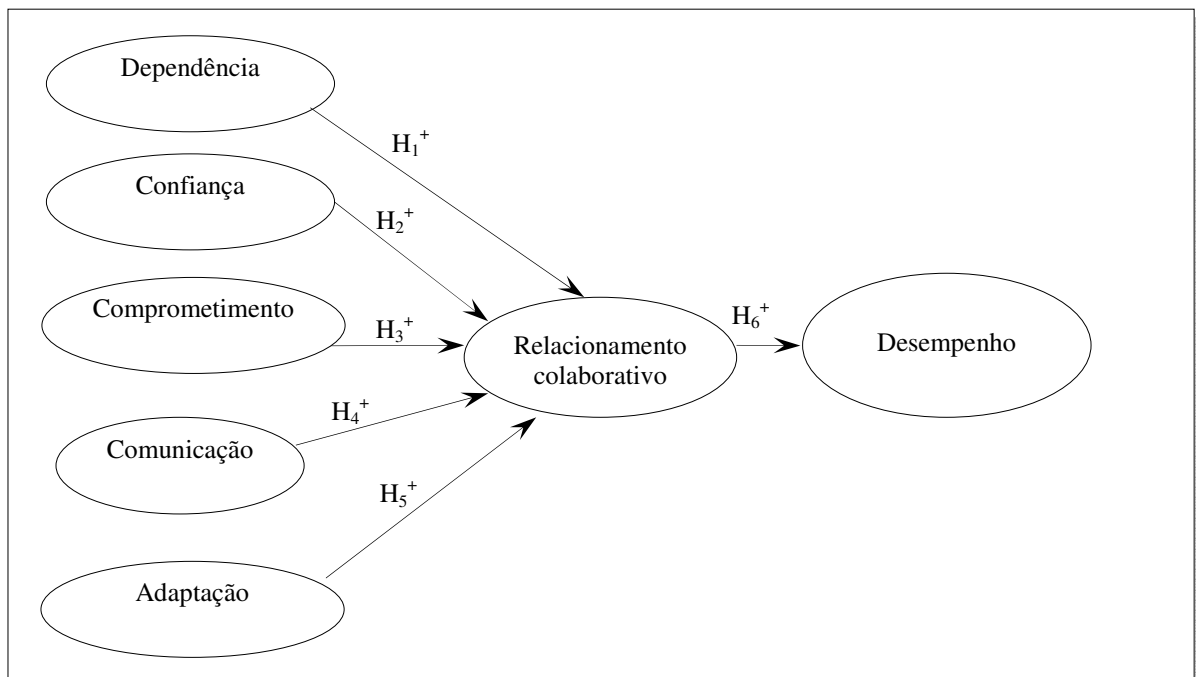 Dependência
H₁⁺
Confiança
H₂⁺
Comprometimento
H₃⁺
Relacionamento
colaborativo
H₆⁺
Desempenho
Comunicação
H₄⁺
Adaptação
H₅⁺